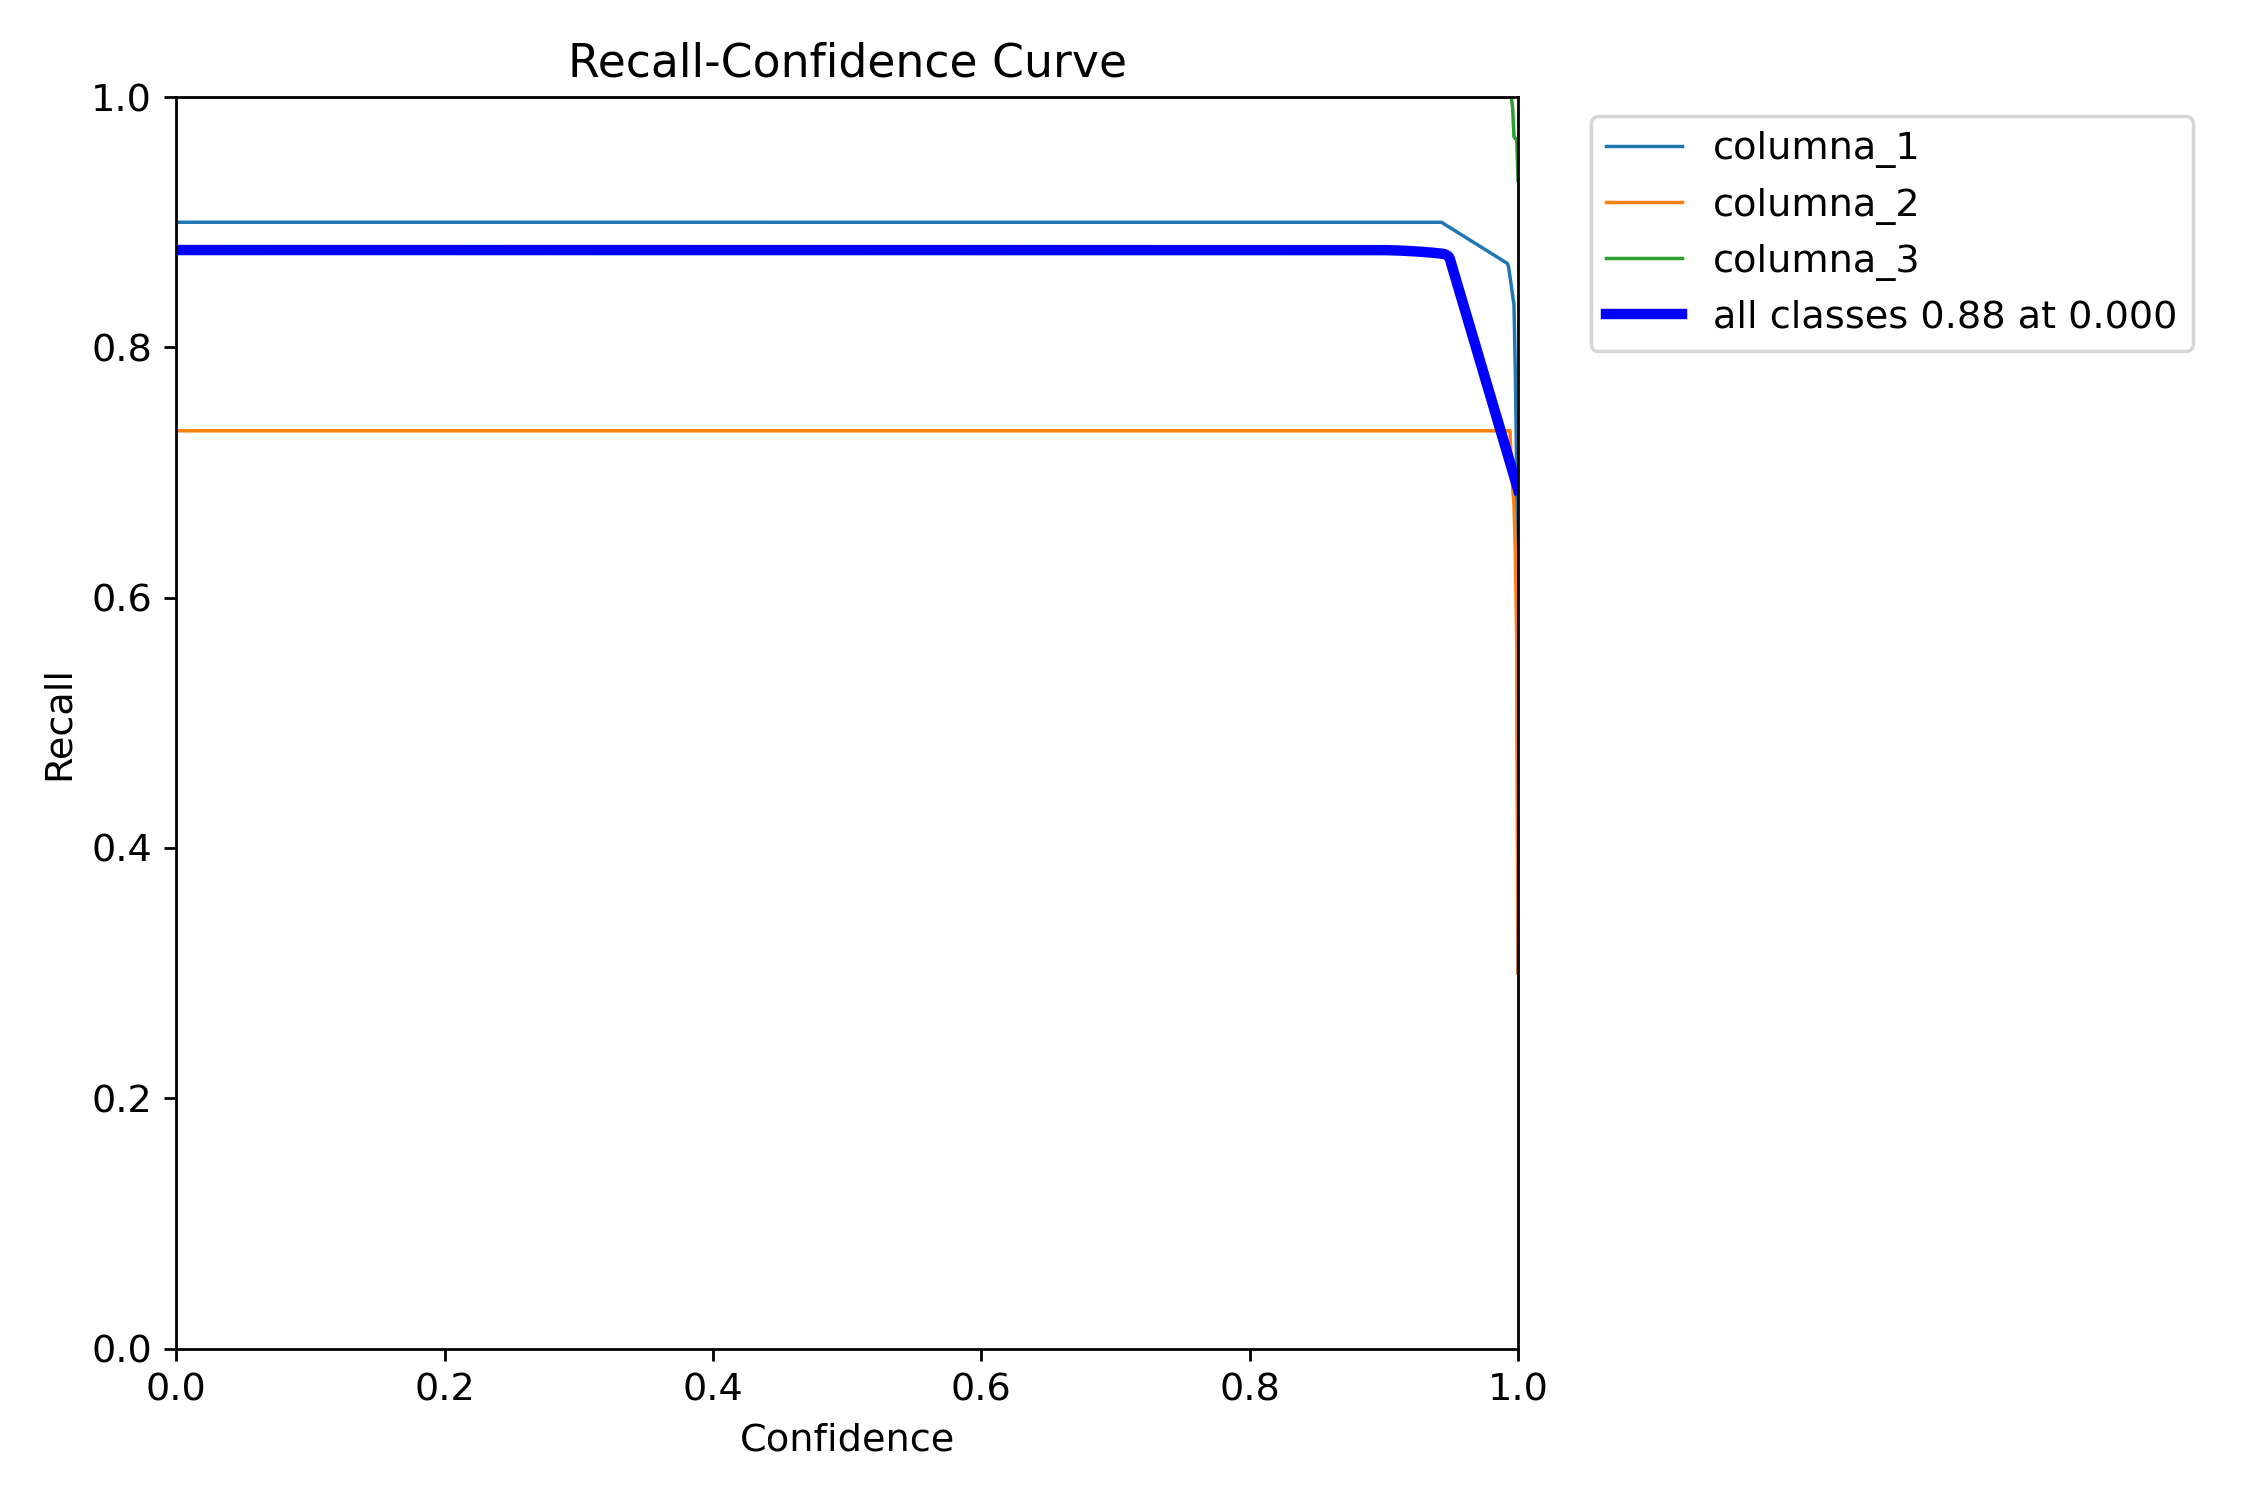 Recall-Confidence Curve
1.0
0.8
0.6
0.4
0.2
0.0
Recall
0.0 0.2 0.4 0.6 0.8 1.0
Confidence
columna_1
columna_2
columna_3
all classes 0.88 at 0.000